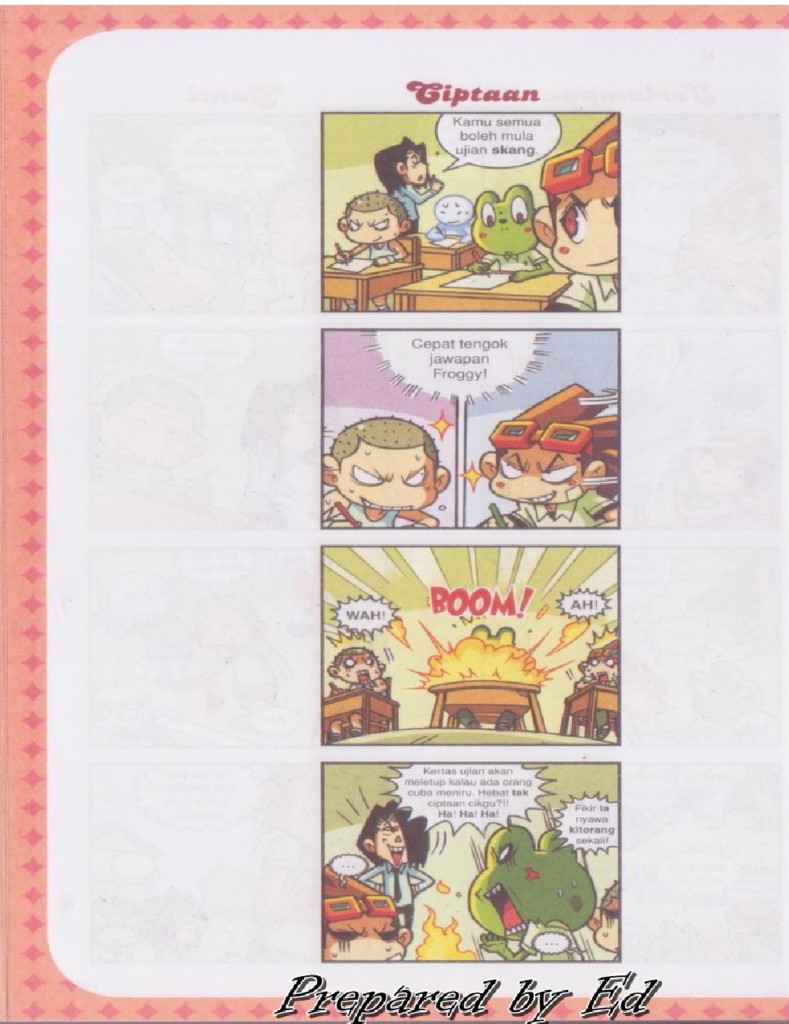 Ciptaan
Kamu semua
boleh mula
ujian skang.
Cepat tengok
jawapan
Froggy!
WAH!
BOOM!
AH!
Kertas ujian akan
meletup kalau ada orang
cuba meniru. Hebat tak
ciptaan cikgu?!!
Ha! Ha! Ha!
Fikir la
nyawa
kitorang
sekali!
...
...
Prepared by Ed